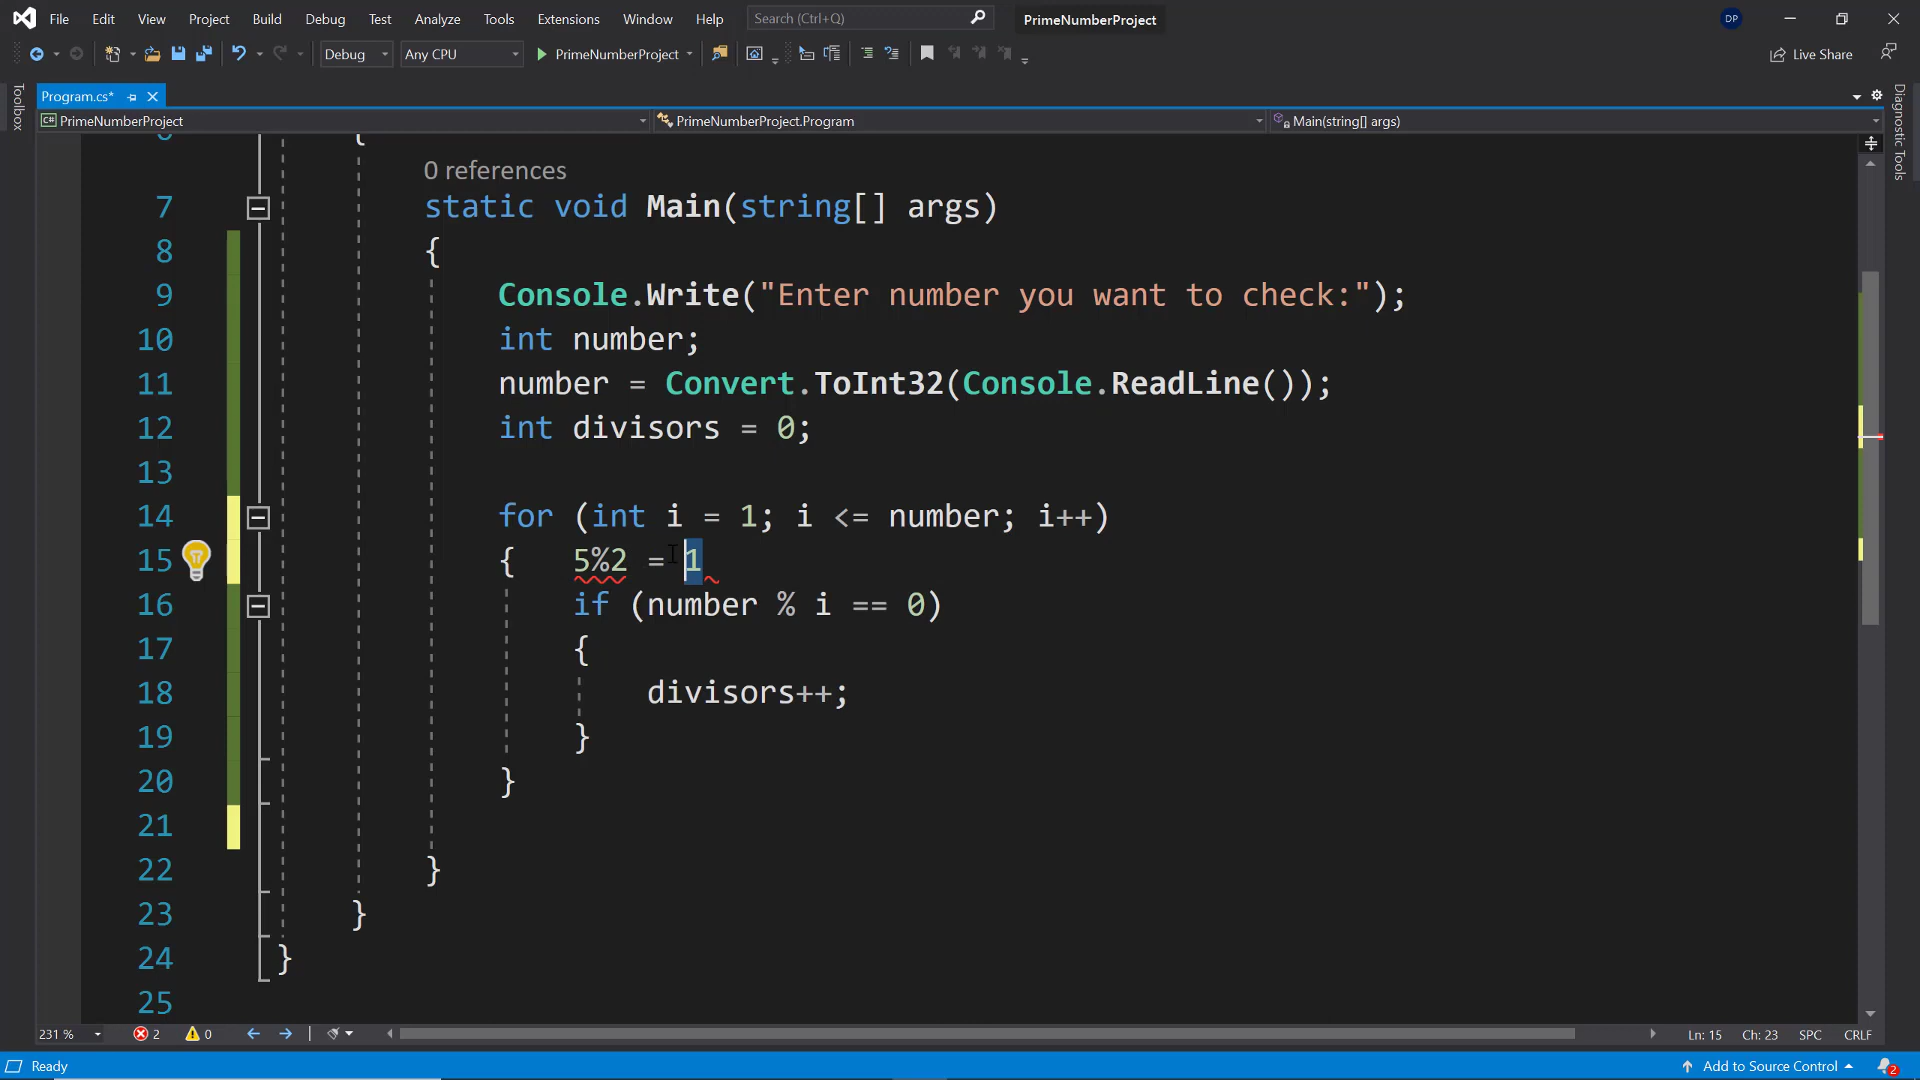 File Edit View Project Build Debug Test Analyze Tools Extensions Window Help Search (Ctrl+Q) PrimeNumberProject DP
Debug Any CPU PrimeNumberProject Live Share
Toolbox
Program.cs*
Diagnostic Tools
C# PrimeNumberProject PrimeNumberProject.Program Main(string[] args)
6 {
0 references
7 static void Main(string[] args)
8 {
9 Console.Write("Enter number you want to check:");
10 int number;
11 number = Convert.ToInt32(Console.ReadLine());
12 int divisors = 0;
13
14 for (int i = 1; i <= number; i++)
15 { 5%2 = 1
16 if (number % i == 0)
17 {
18 divisors++;
19 }
20 }
21
22 }
23 }
24 }
25
231 % 2 0 Ln: 15 Ch: 23 SPC CRLF
Ready Add to Source Control 2